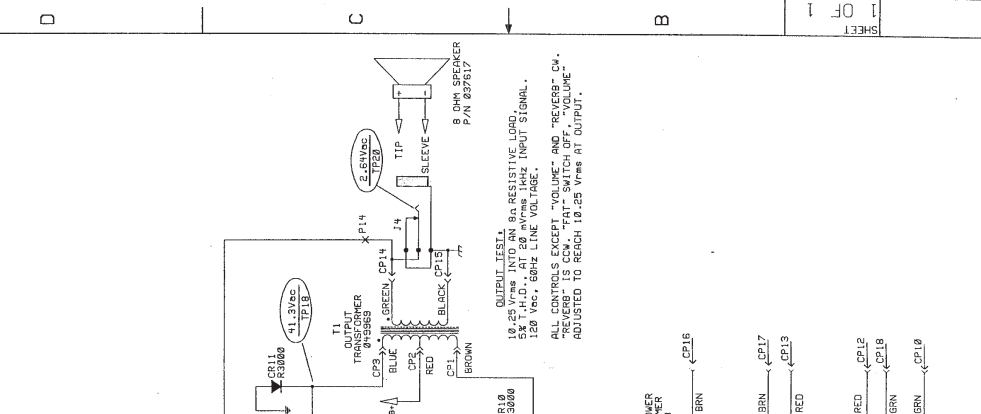 D
C
B
SHEET
1 OF 1
8 OHM SPEAKER
P/N 037617
+
-
TIP
SLEEVE
2.64Vac
TP20
J4
P14
CP14
CP15
GREEN
BLACK
41.3Vac
TP18
T1
OUTPUT
TRANSFORMER
049969
CR11
R3000
CP3
BLUE
CP2
RED
CP1
BROWN
OUTPUT TEST:
10.25 Vrms INTO AN 8Ω RESISTIVE LOAD,
5% T.H.D., AT 20 mVrms 1kHz INPUT SIGNAL.
120 Vac, 60Hz LINE VOLTAGE.
ALL CONTROLS EXCEPT "VOLUME" AND "REVERB" CW.
"REVERB" IS CCW. "FAT" SWITCH OFF, "VOLUME"
ADJUSTED TO REACH 10.25 Vrms AT OUTPUT.
CP16
BRN
CP17
BRN
CP13
RED
CP12
RED
CP18
GRN
CP10
GRN